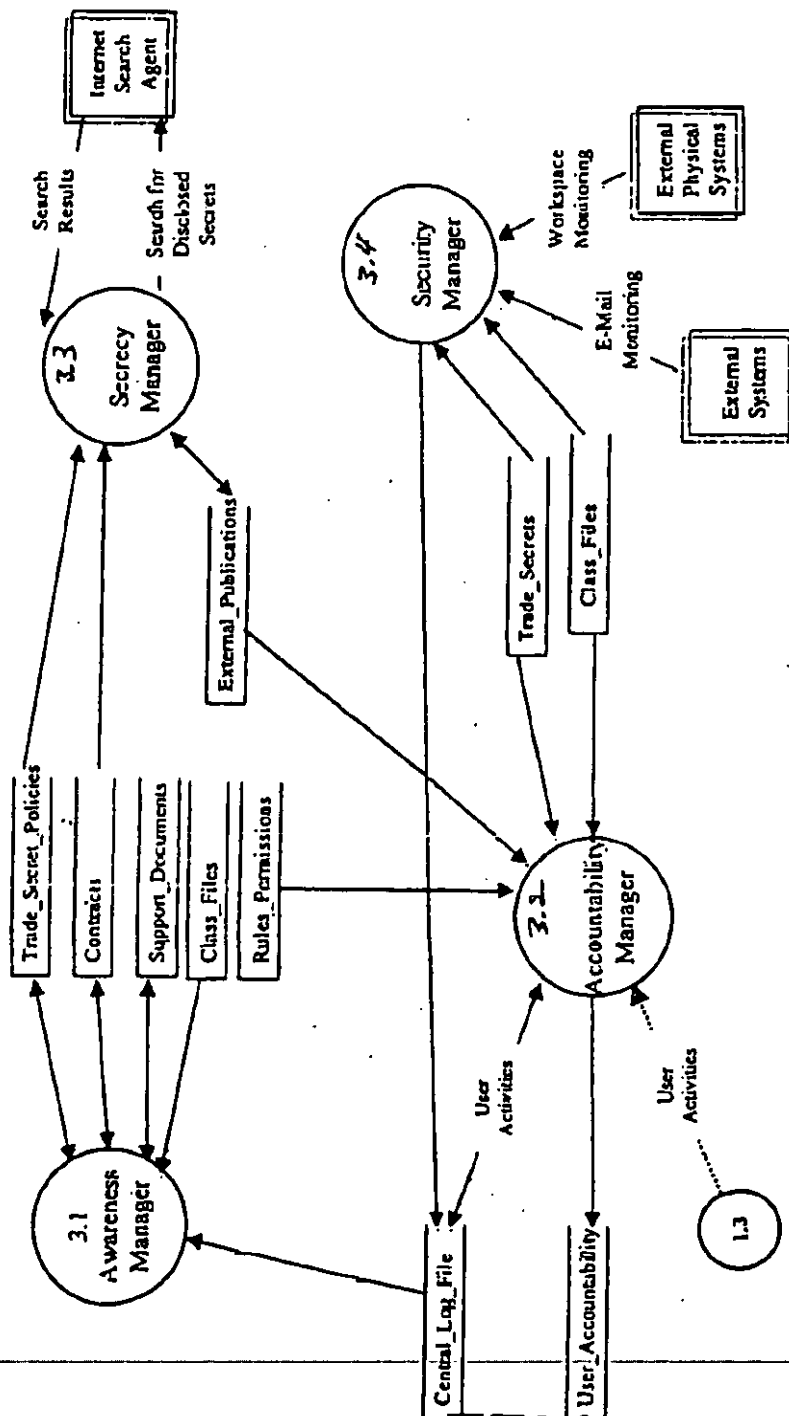 3.1
Awareness
Manager
Trade_Secret_Policies
Contracts
Support_Documents
Class_Files
Rules_Permissions
3.3
Secrecy
Manager
Search
Results
Search for
Disclosed
Secrets
Internet
Search
Agent
External_Publications
Central_Log_File
User
Activities
3.2
Accountability
Manager
Trade_Secrets
Class_Files
3.4
Security
Manager
Workspace
Monitoring
External
Physical
Systems
E-Mail
Monitoring
External
Systems
User_Accountability
User
Activities
1.3